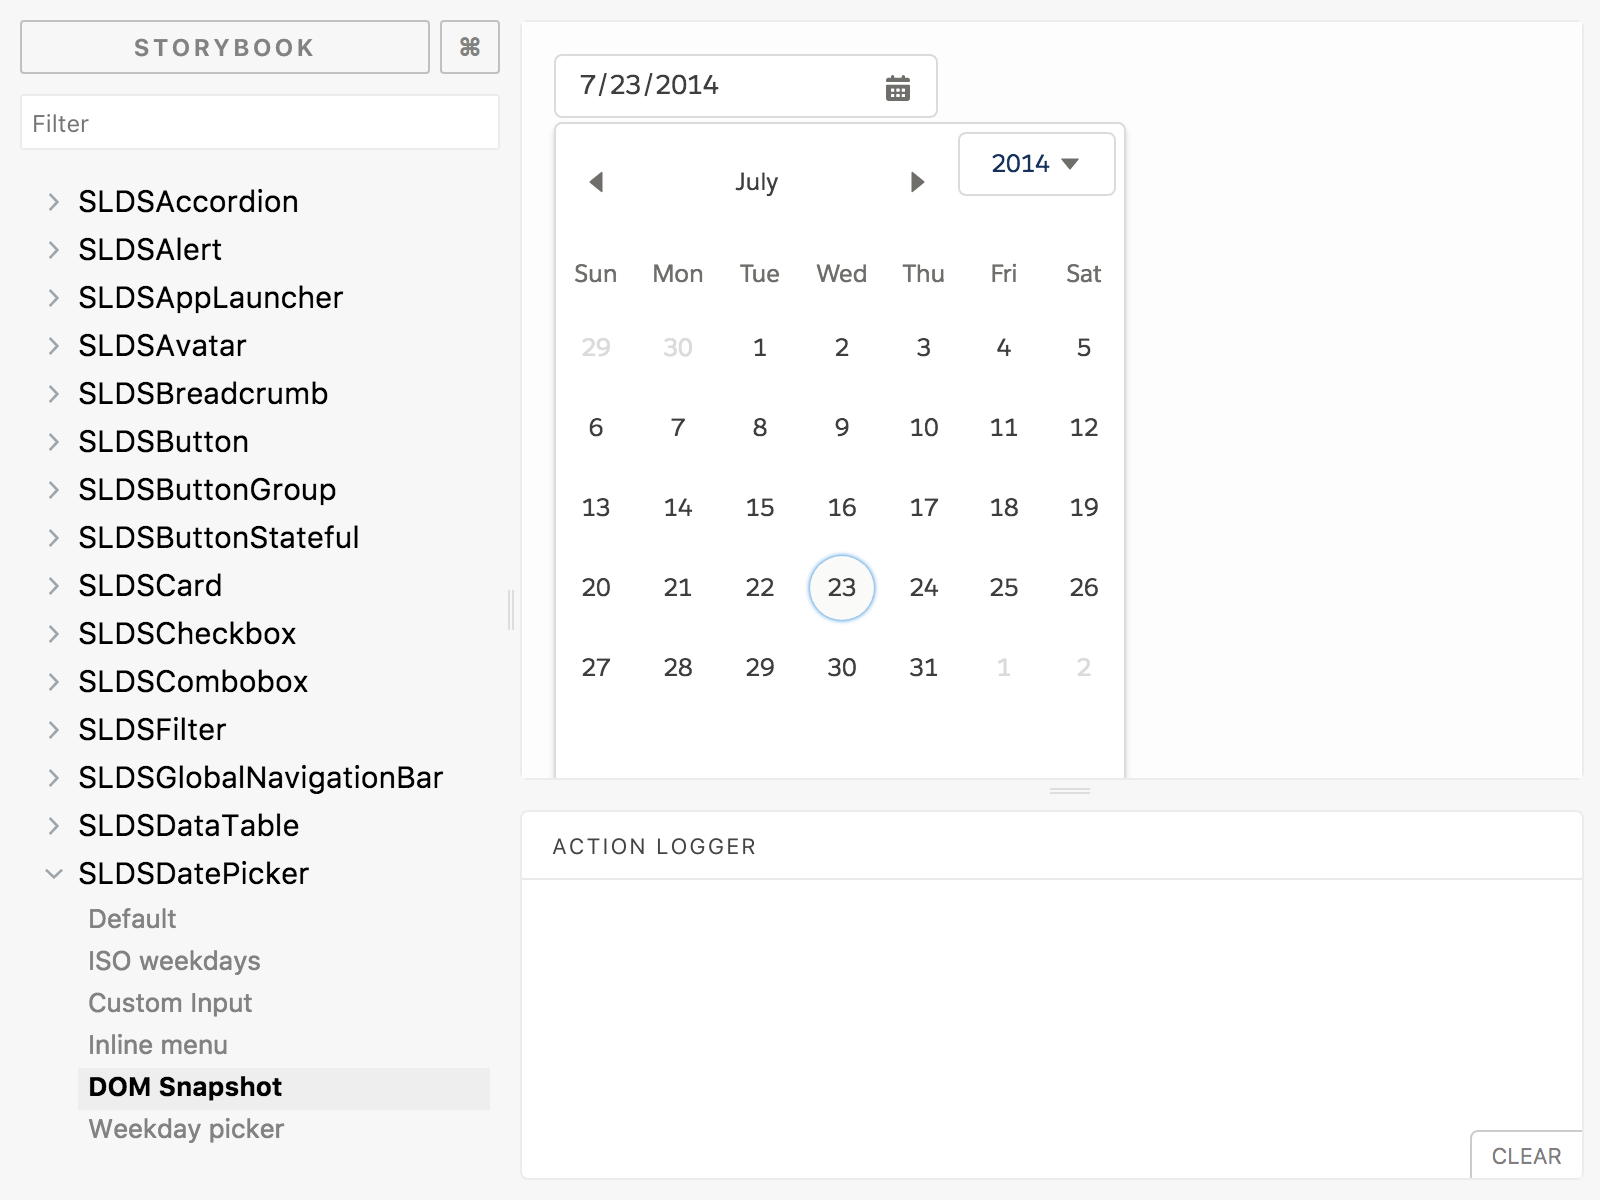 STORYBOOK ⌘
Filter
SLDSAccordion
SLDSAlert
SLDSAppLauncher
SLDSAvatar
SLDSBreadcrumb
SLDSButton
SLDSButtonGroup
SLDSButtonStateful
SLDSCard
SLDSCheckbox
SLDSCombobox
SLDSFilter
SLDSGlobalNavigationBar
SLDSDataTable
SLDSDatePicker
Default
ISO weekdays
Custom Input
Inline menu
DOM Snapshot
Weekday picker
7/23/2014
July 2014
Sun Mon Tue Wed Thu Fri Sat
29 30 1 2 3 4 5
6 7 8 9 10 11 12
13 14 15 16 17 18 19
20 21 22 23 24 25 26
27 28 29 30 31 1 2
ACTION LOGGER
CLEAR